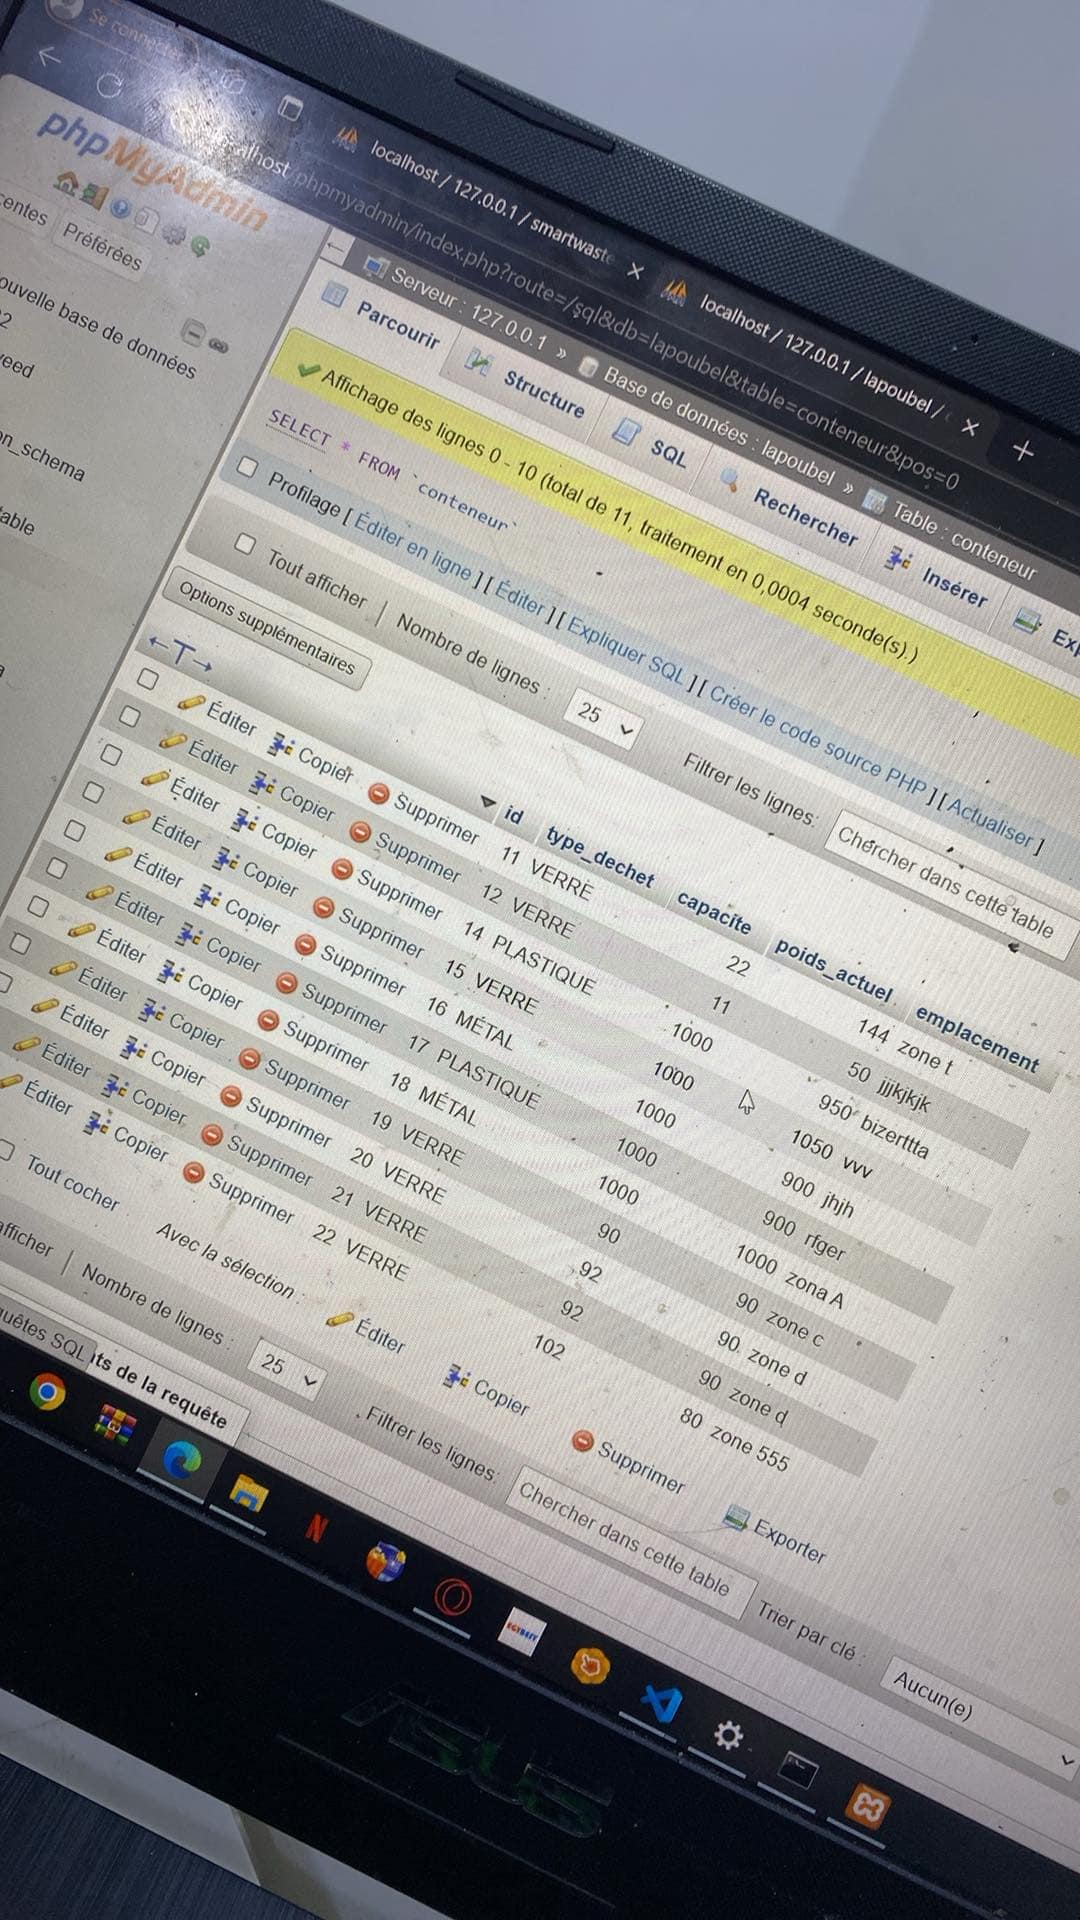 Se connecter
localhost / 127.0.0.1 / smartwaste
localhost / 127.0.0.1 / lapoubel /
localhost/phpmyadmin/index.php?route=/sql&db=lapoubel&table=conteneur&pos=0
phpMyAdmin
centes Préférées
ouvelle base de données
eed
on_schema
able
Serveur : 127.0.0.1 » Base de données : lapoubel » Table : conteneur
Parcourir Structure SQL Rechercher Insérer Exp
Affichage des lignes 0 - 10 (total de 11, traitement en 0,0004 seconde(s).)
SELECT * FROM `conteneur`
Profilage [ Éditer en ligne ] [ Éditer ] [ Expliquer SQL ] [ Créer le code source PHP ] [ Actualiser ]
Tout afficher | Nombre de lignes : 25 Filtrer les lignes: Chercher dans cette table
Options supplémentaires
←T→ id type_dechet capacite poids_actuel emplacement
Éditer Copier Supprimer 11 VERRE 22 144 zone t
Éditer Copier Supprimer 12 VERRE 11 50 jjjkjkjk
Éditer Copier Supprimer 14 PLASTIQUE 1000 950 bizerttta
Éditer Copier Supprimer 15 VERRE 1000 1050 vvv
Éditer Copier Supprimer 16 MÉTAL 1000 900 jhjh
Éditer Copier Supprimer 17 PLASTIQUE 1000 900 rfger
Éditer Copier Supprimer 18 MÉTAL 1000 1000 zona A
Éditer Copier Supprimer 19 VERRE 90 90 zone c
Éditer Copier Supprimer 20 VERRE 92 90 zone d
Éditer Copier Supprimer 21 VERRE 92 90 zone d
Éditer Copier Supprimer 22 VERRE 102 80 zone 555
Tout cocher Avec la sélection : Éditer Copier Supprimer Exporter
afficher | Nombre de lignes : 25 Filtrer les lignes: Chercher dans cette table Trier par clé : Aucun(e)
quêtes SQL
ts de la requête
EGYBEST
ASUS